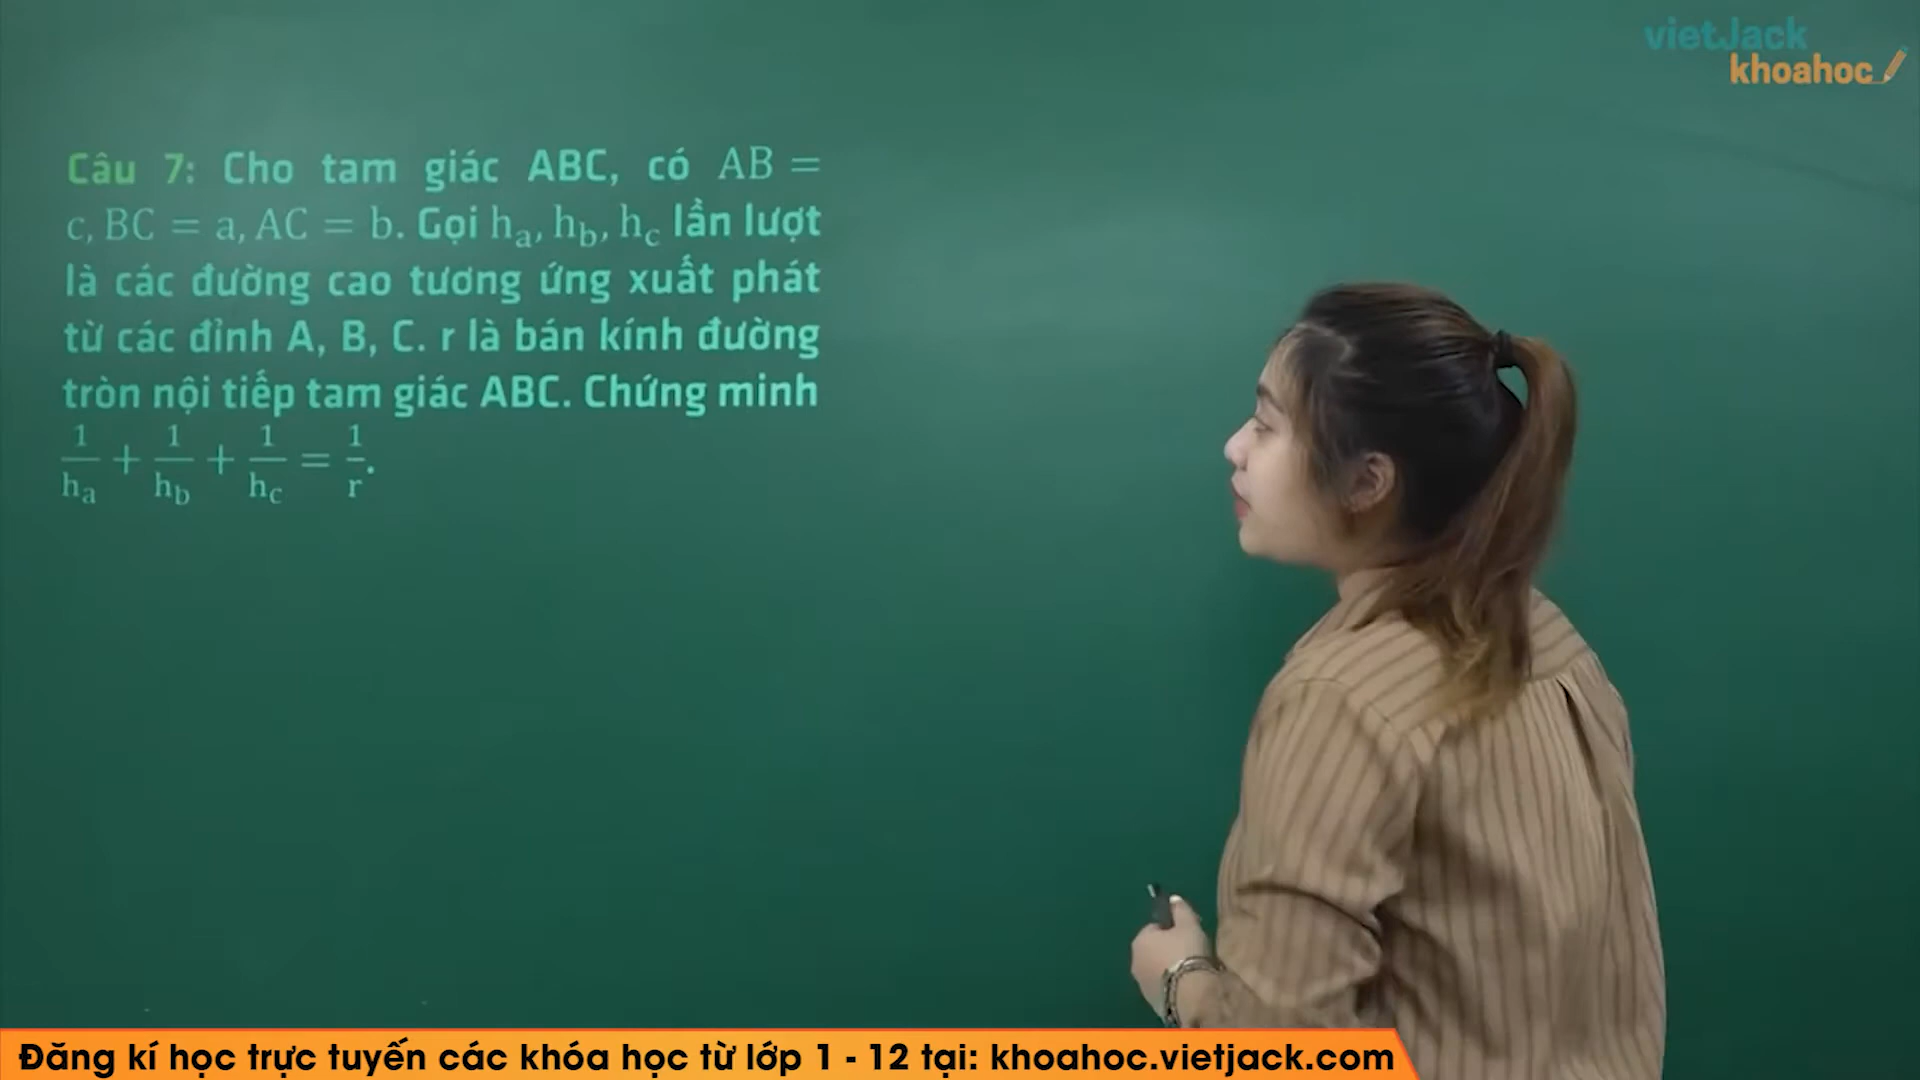 vietJack
khoahoc
Câu 7: Cho tam giác ABC, có AB =
c, BC = a, AC = b. Gọi hₐ, h_b, h_c lần lượt
là các đường cao tương ứng xuất phát
từ các đỉnh A, B, C. r là bán kính đường
tròn nội tiếp tam giác ABC. Chứng minh
1/hₐ + 1/h_b + 1/h_c = 1/r.
Đăng kí học trực tuyến các khóa học từ lớp 1 - 12 tại: khoahoc.vietjack.com